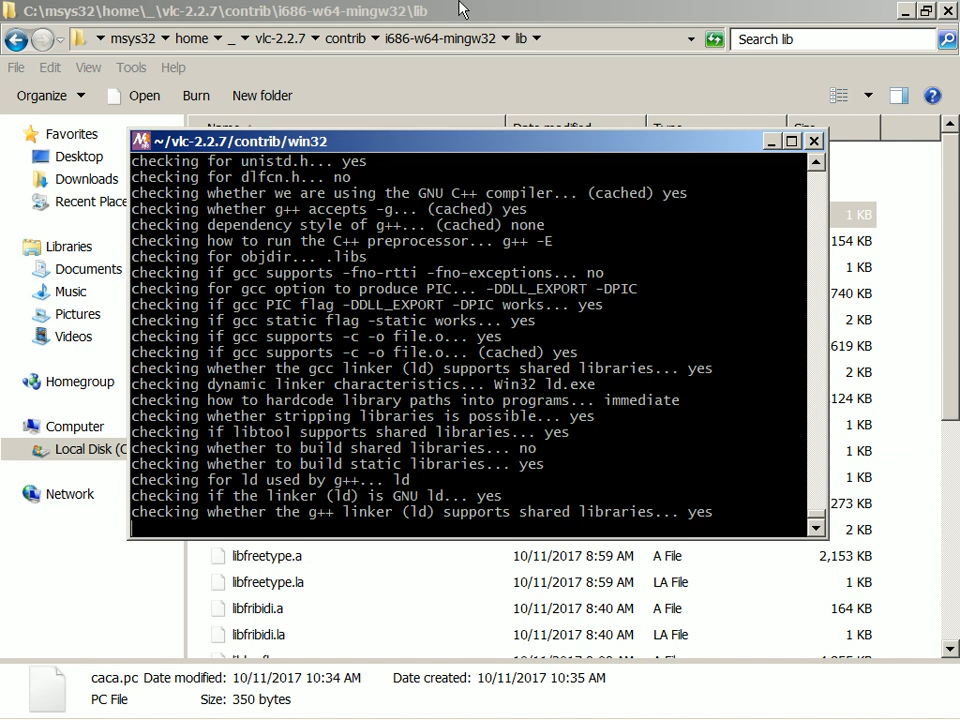 C:\msys32\home\_\vlc-2.2.7\contrib\i686-w64-mingw32\lib
msys32 home _ vlc-2.2.7 contrib i686-w64-mingw32 lib
Search lib
File Edit View Tools Help
Organize Open Burn New folder
Favorites
Desktop
Downloads
Recent Place
Libraries
Documents
Music
Pictures
Videos
Homegroup
Computer
Local Disk (C
Network
~/vlc-2.2.7/contrib/win32
checking for unistd.h... yes
checking for dlfcn.h... no
checking whether we are using the GNU C++ compiler... (cached) yes
checking whether g++ accepts -g... (cached) yes
checking dependency style of g++... (cached) none
checking how to run the C++ preprocessor... g++ -E
checking for objdir... .libs
checking if gcc supports -fno-rtti -fno-exceptions... no
checking for gcc option to produce PIC... -DDLL_EXPORT -DPIC
checking if gcc PIC flag -DDLL_EXPORT -DPIC works... yes
checking if gcc static flag -static works... yes
checking if gcc supports -c -o file.o... yes
checking if gcc supports -c -o file.o... (cached) yes
checking whether the gcc linker (ld) supports shared libraries... yes
checking dynamic linker characteristics... Win32 ld.exe
checking how to hardcode library paths into programs... immediate
checking whether stripping libraries is possible... yes
checking if libtool supports shared libraries... yes
checking whether to build shared libraries... no
checking whether to build static libraries... yes
checking for ld used by g++... ld
checking if the linker (ld) is GNU ld... yes
checking whether the g++ linker (ld) supports shared libraries... yes
1 KB
154 KB
1 KB
740 KB
2 KB
619 KB
2 KB
124 KB
1 KB
1 KB
273 KB
2 KB
libfreetype.a 10/11/2017 8:59 AM A File 2,153 KB
libfreetype.la 10/11/2017 8:59 AM LA File 1 KB
libfribidi.a 10/11/2017 8:40 AM A File 164 KB
libfribidi.la 10/11/2017 8:40 AM LA File 1 KB
caca.pc Date modified: 10/11/2017 10:34 AM Date created: 10/11/2017 10:35 AM
PC File Size: 350 bytes